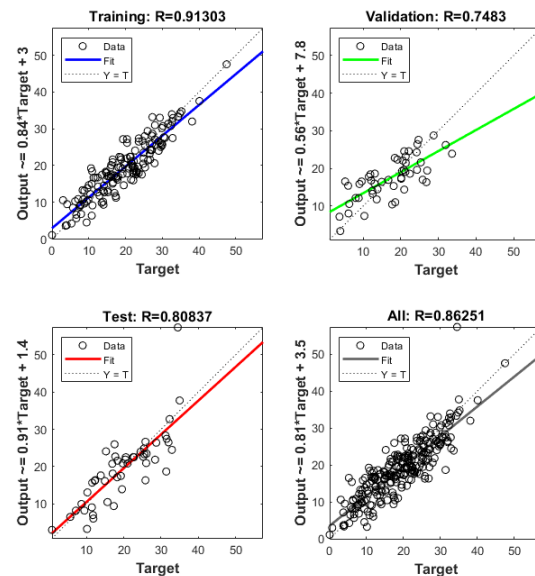 Training: R=0.91303
Output ~= 0.84*Target + 3
Data
Fit
Y = T
50
40
30
20
10
0
0 10 20 30 40 50
Target
Validation: R=0.7483
Output ~= 0.56*Target + 7.8
Data
Fit
Y = T
50
40
30
20
10
10 20 30 40 50
Target
Test: R=0.80837
Output ~= 0.91*Target + 1.4
Data
Fit
Y = T
50
40
30
20
10
10 20 30 40 50
Target
All: R=0.86251
Output ~= 0.81*Target + 3.5
Data
Fit
Y = T
50
40
30
20
10
0
0 10 20 30 40 50
Target